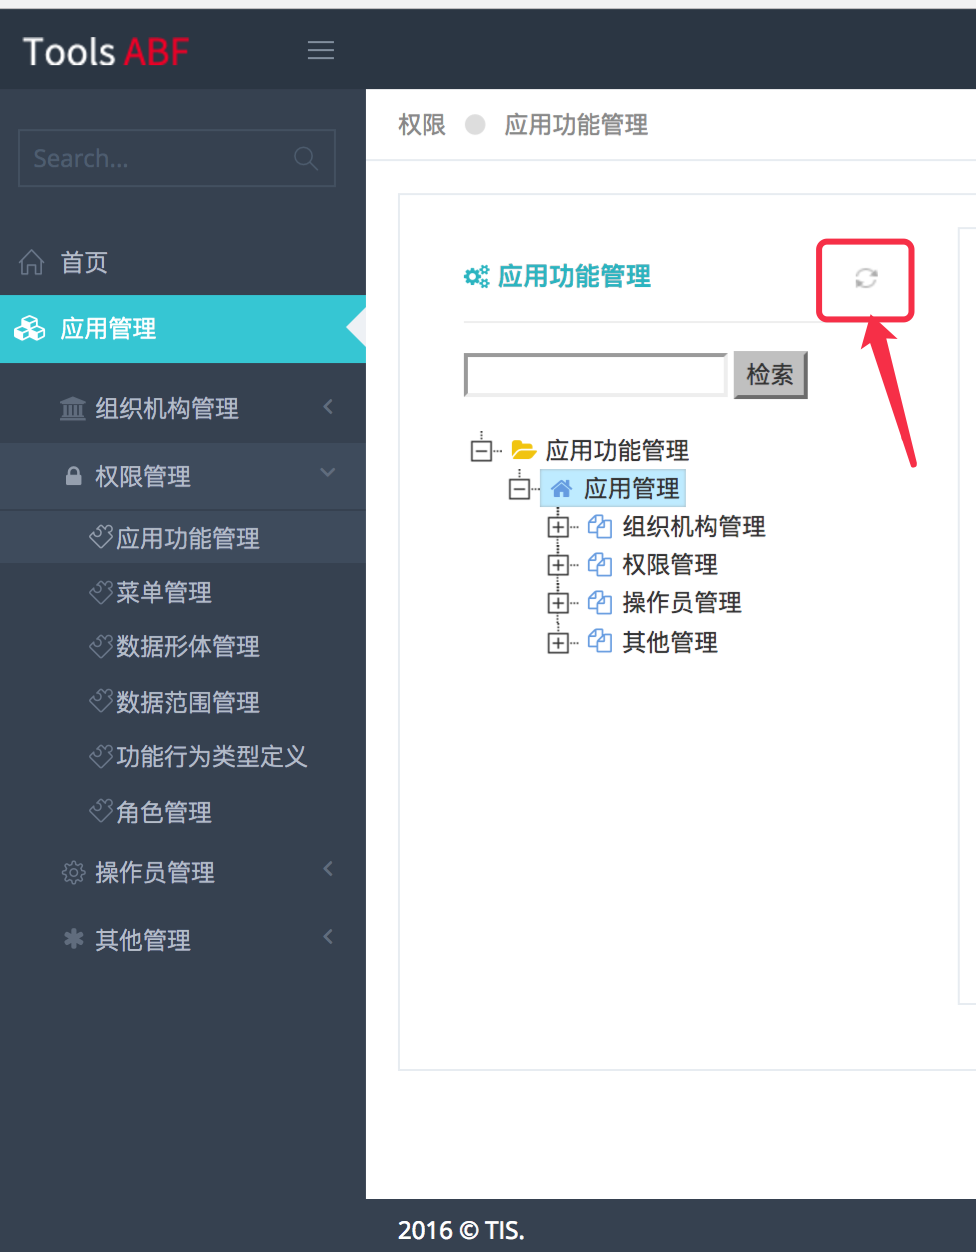 Tools ABF
Search...
首页
应用管理
组织机构管理
权限管理
应用功能管理
菜单管理
数据形体管理
数据范围管理
功能行为类型定义
角色管理
操作员管理
其他管理
权限 应用功能管理
应用功能管理
检索
应用功能管理
应用管理
组织机构管理
权限管理
操作员管理
其他管理
2016 © TIS.